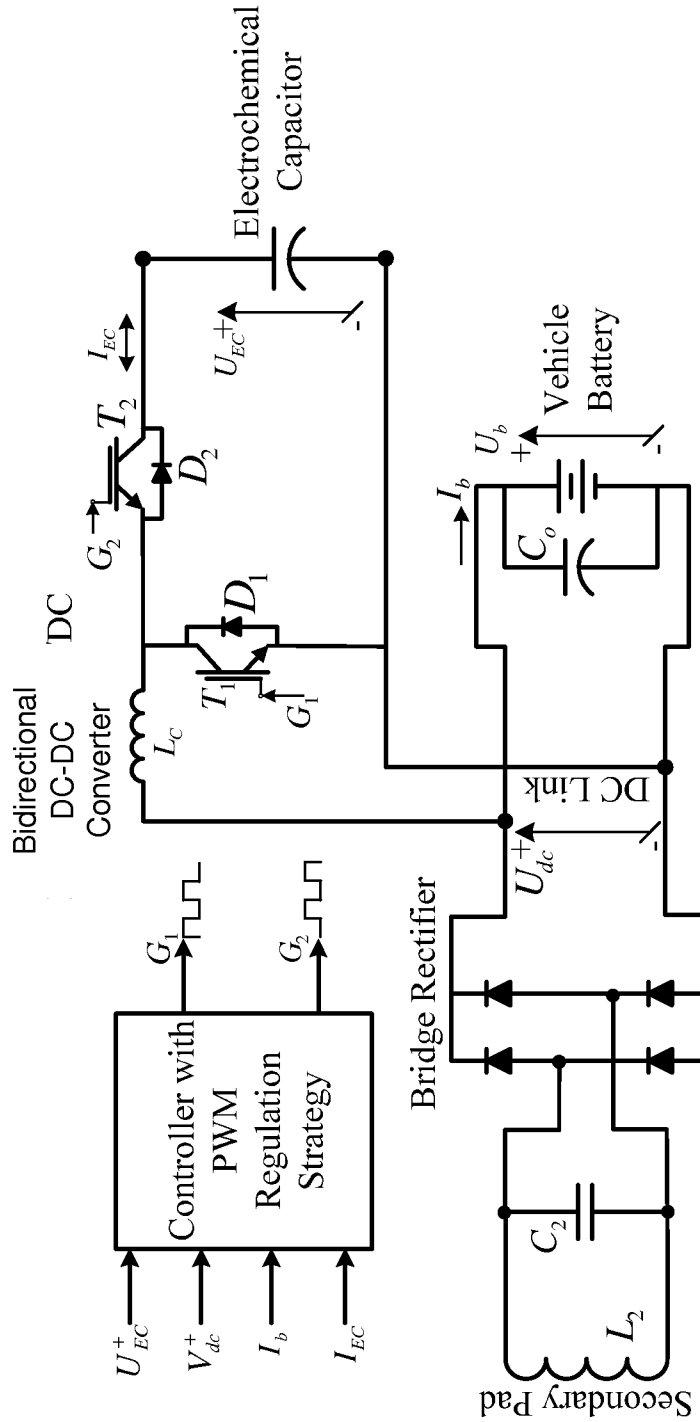 Bidirectional
DC-DC
Converter
DC
U_EC^+
V_dc^+
I_b
I_EC
Controller with
PWM
Regulation
Strategy
G_1
G_2
L_C
T_1
D_1
G_1
G_2
T_2
D_2
I_EC
U_EC
+
-
Electrochemical
Capacitor
Secondary Pad
L_2
C_2
Bridge Rectifier
U_dc
+
-
DC Link
I_b
C_o
U_b
+
-
Vehicle
Battery